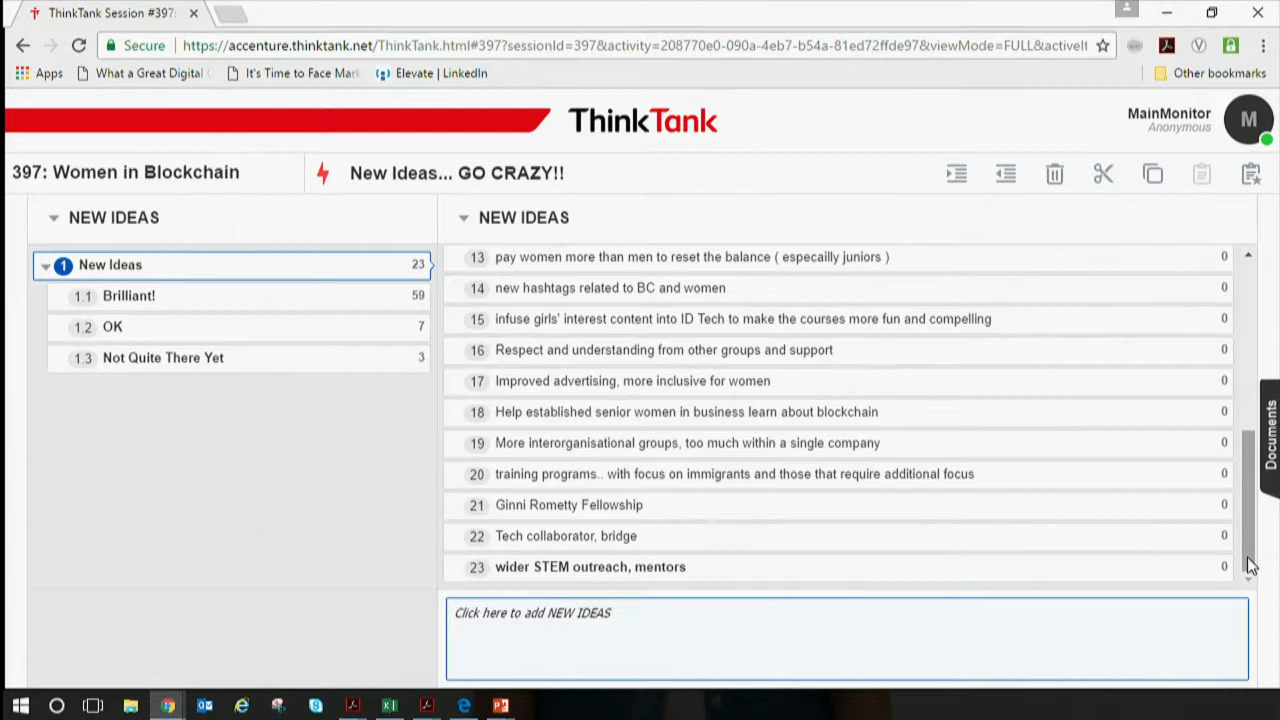 ThinkTank Session #397:
Secure
https://accenture.thinktank.net/ThinkTank.html#397?sessionId=397&activity=208770e0-090a-4eb7-b54a-81ed72ffde97&viewMode=FULL&activeIt
Apps
What a Great Digital C
It's Time to Face Mark
Elevate | LinkedIn
Other bookmarks
ThinkTank
MainMonitor
Anonymous
M
397: Women in Blockchain
New Ideas... GO CRAZY!!
NEW IDEAS
1 New Ideas 23
1.1 Brilliant! 59
1.2 OK 7
1.3 Not Quite There Yet 3
NEW IDEAS
13 pay women more than men to reset the balance ( especailly juniors ) 0
14 new hashtags related to BC and women 0
15 infuse girls' interest content into ID Tech to make the courses more fun and compelling 0
16 Respect and understanding from other groups and support 0
17 Improved advertising, more inclusive for women 0
18 Help established senior women in business learn about blockchain 0
19 More interorganisational groups, too much within a single company 0
20 training programs.. with focus on immigrants and those that require additional focus 0
21 Ginni Rometty Fellowship 0
22 Tech collaborator, bridge 0
23 wider STEM outreach, mentors 0
Click here to add NEW IDEAS
Documents